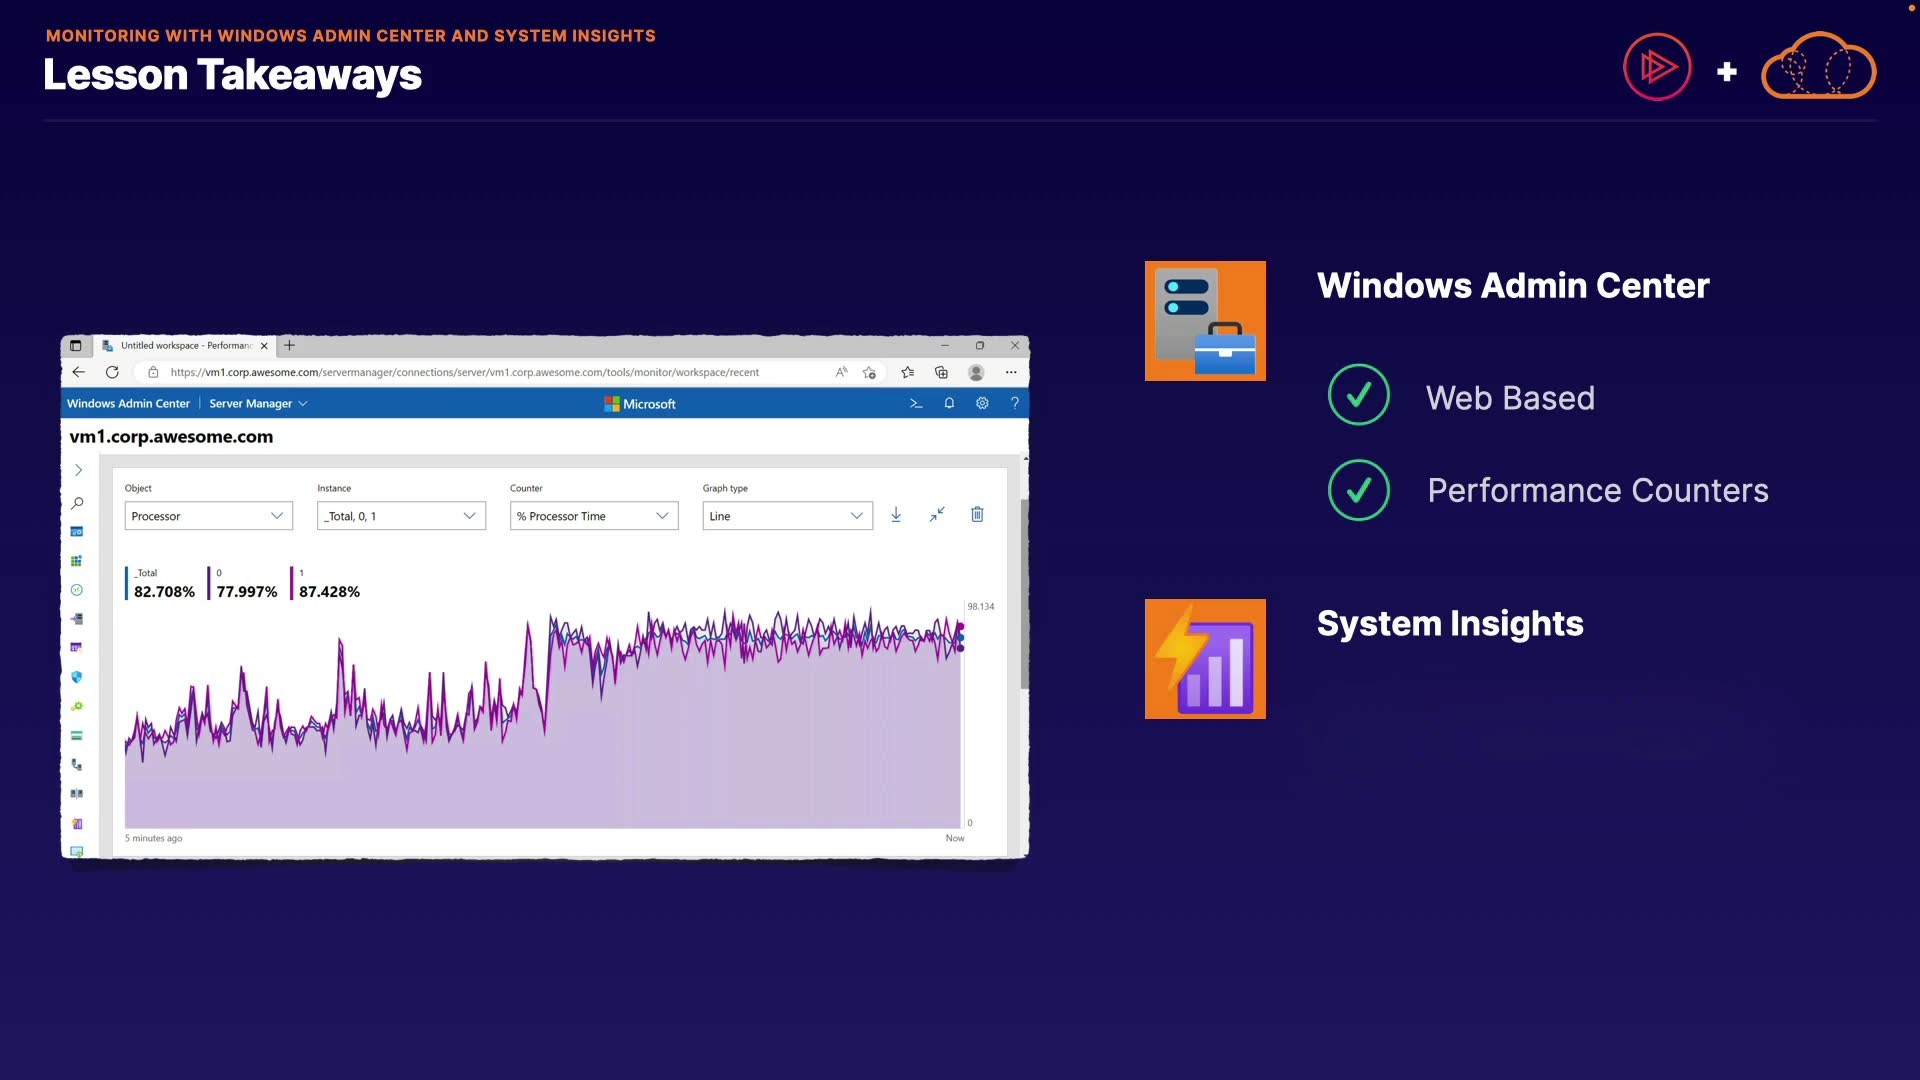 MONITORING WITH WINDOWS ADMIN CENTER AND SYSTEM INSIGHTS
Lesson Takeaways
Untitled workspace - Performanc
https://vm1.corp.awesome.com/servermanager/connections/server/vm1.corp.awesome.com/tools/monitor/workspace/recent
Windows Admin Center | Server Manager
Microsoft
vm1.corp.awesome.com
Object
Instance
Counter
Graph type
Processor
_Total, 0, 1
% Processor Time
Line
_Total
0
1
82.708%
77.997%
87.428%
98.134
0
5 minutes ago
Now
Windows Admin Center
Web Based
Performance Counters
System Insights